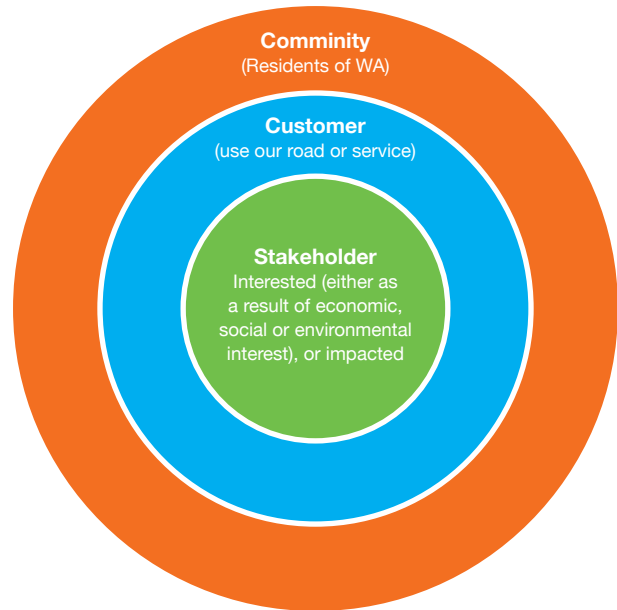 Comminity
(Residents of WA)
Customer
(use our road or service)
Stakeholder
Interested (either as
a result of economic,
social or environmental
interest), or impacted